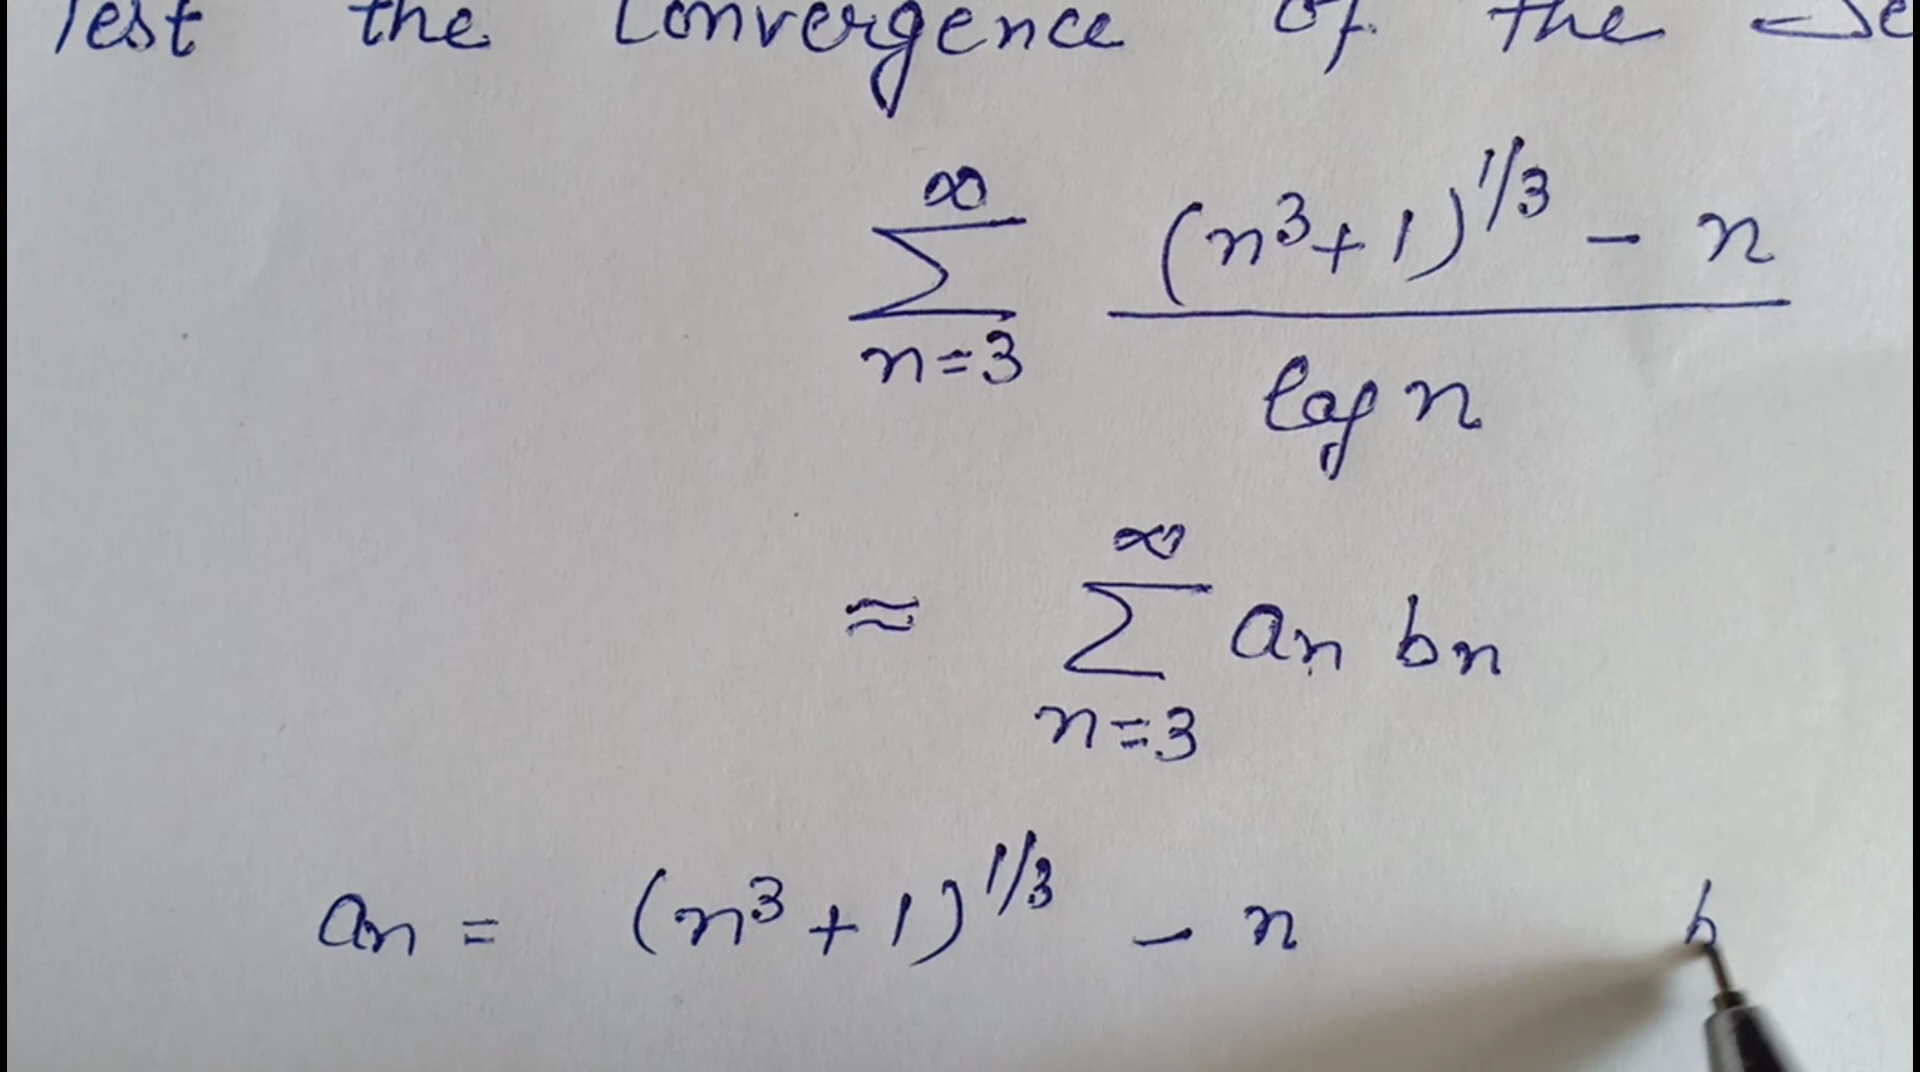 Test the Convergence of the Se
∞
∑ (n³+1)^1/3 - n / log n
n=3
∞
≈ ∑ an bn
n=3
an = (n³+1)^1/3 - n b